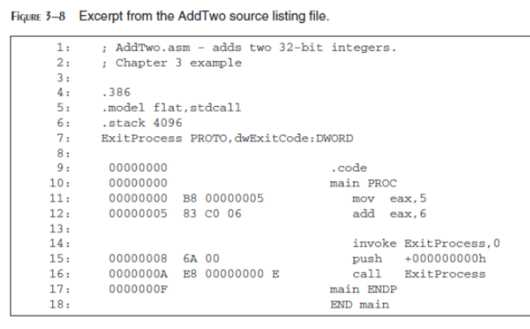 FIGURE 3–8 Excerpt from the AddTwo source listing file.
1: ; AddTwo.asm - adds two 32-bit integers.
2: ; Chapter 3 example
3:
4: .386
5: .model flat,stdcall
6: .stack 4096
7: ExitProcess PROTO,dwExitCode:DWORD
8:
9: 00000000 .code
10: 00000000 main PROC
11: 00000000 B8 00000005 mov eax,5
12: 00000005 83 C0 06 add eax,6
13:
14: invoke ExitProcess,0
15: 00000008 6A 00 push +000000000h
16: 0000000A E8 00000000 E call ExitProcess
17: 0000000F main ENDP
18: END main